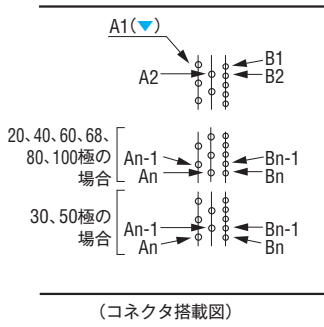 A1(▼)
B1
A2
B2
20、40、60、68、
80、100極の
場合
An-1
Bn-1
An
Bn
30、50極の
場合
An-1
Bn-1
An
Bn
(コネクタ搭載図)